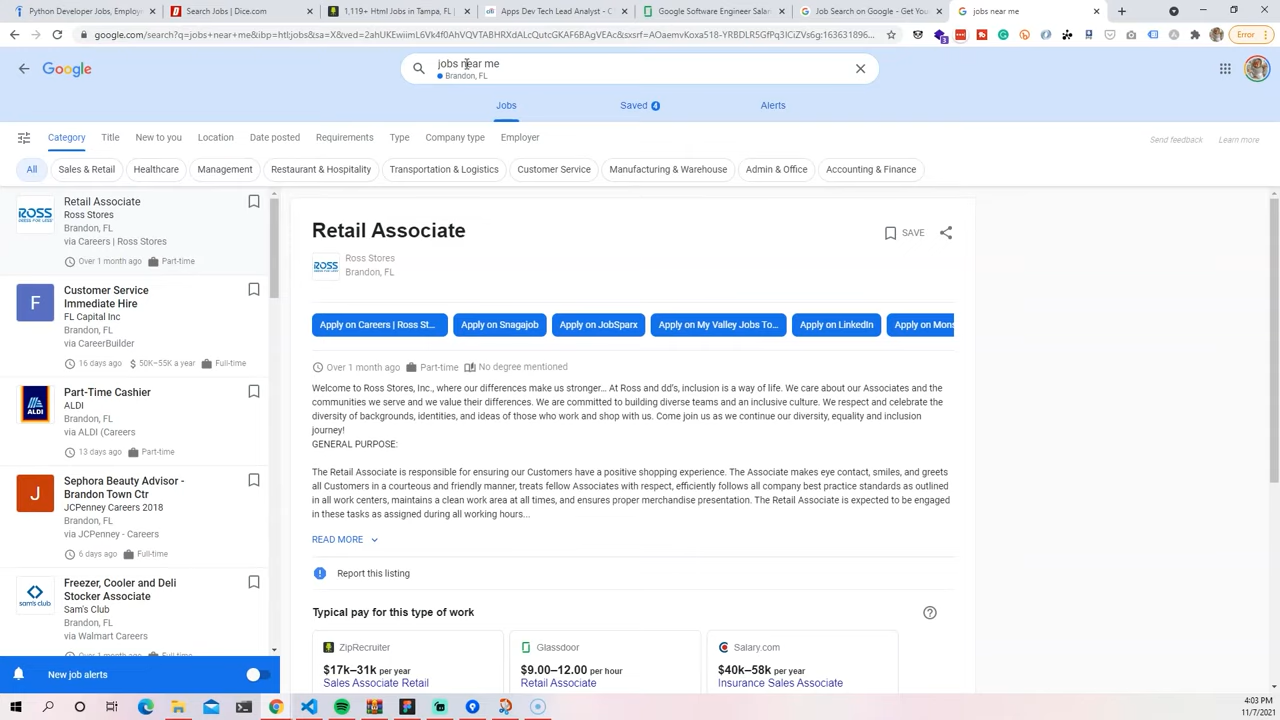 Python Developer Jobs, Employ
Search Jobs | Dice.com
1,119+ Html Jobs in Tampa, FL |
Apps Dev Tech Lead Analyst - C
Google Software Engineer Salar
Job Search on Google - Get You
jobs near me
Error
Google
jobs near me
Brandon, FL
Jobs
Saved 4
Alerts
Category
Title
New to you
Location
Date posted
Requirements
Type
Company type
Employer
Send feedback
Learn more
All
Sales & Retail
Healthcare
Management
Restaurant & Hospitality
Transportation & Logistics
Customer Service
Manufacturing & Warehouse
Admin & Office
Accounting & Finance
ROSS
DRESS FOR LESS
Retail Associate
Ross Stores
Brandon, FL
via Careers | Ross Stores
Over 1 month ago
Part-time
F
Customer Service
Immediate Hire
FL Capital Inc
Brandon, FL
via CareerBuilder
16 days ago
50K–55K a year
Full-time
ALDI
Part-Time Cashier
ALDI
Brandon, FL
via ALDI (Careers
13 days ago
Part-time
J
Sephora Beauty Advisor -
Brandon Town Ctr
JCPenney Careers 2018
Brandon, FL
via JCPenney - Careers
6 days ago
Full-time
sam's club
Freezer, Cooler and Deli
Stocker Associate
Sam's Club
Brandon, FL
via Walmart Careers
Over 1 month ago
Full-time
New job alerts
Retail Associate
SAVE
ROSS
Ross Stores
Brandon, FL
Apply on Careers | Ross St...
Apply on Snagajob
Apply on JobSparx
Apply on My Valley Jobs To...
Apply on LinkedIn
Apply on Mons
Over 1 month ago
Part-time
No degree mentioned
Welcome to Ross Stores, Inc., where our differences make us stronger… At Ross and dd's, inclusion is a way of life. We care about our Associates and the
communities we serve and we value their differences. We are committed to building diverse teams and an inclusive culture. We respect and celebrate the
diversity of backgrounds, identities, and ideas of those who work and shop with us. Come join us as we continue our diversity, equality and inclusion
journey!
GENERAL PURPOSE:
The Retail Associate is responsible for ensuring our Customers have a positive shopping experience. The Associate makes eye contact, smiles, and greets
all Customers in a courteous and friendly manner, treats fellow Associates with respect, efficiently follows all company best practice standards as outlined
in all work centers, maintains a clean work area at all times, and ensures proper merchandise presentation. The Retail Associate is expected to be engaged
in these tasks as assigned during all working hours...
READ MORE
Report this listing
Typical pay for this type of work
ZipRecruiter
$17k–31k per year
Sales Associate Retail
Glassdoor
$9.00–12.00 per hour
Retail Associate
Salary.com
$40k–58k per year
Insurance Sales Associate
4:03 PM
11/7/2021